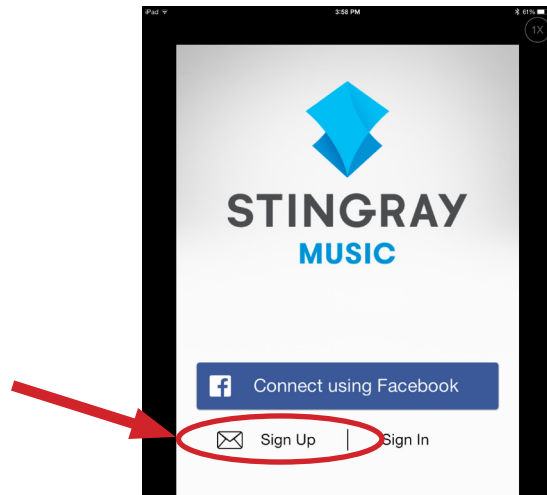 iPad 3:58 PM 61%
1X
STINGRAY
MUSIC
f Connect using Facebook
Sign Up | Sign In